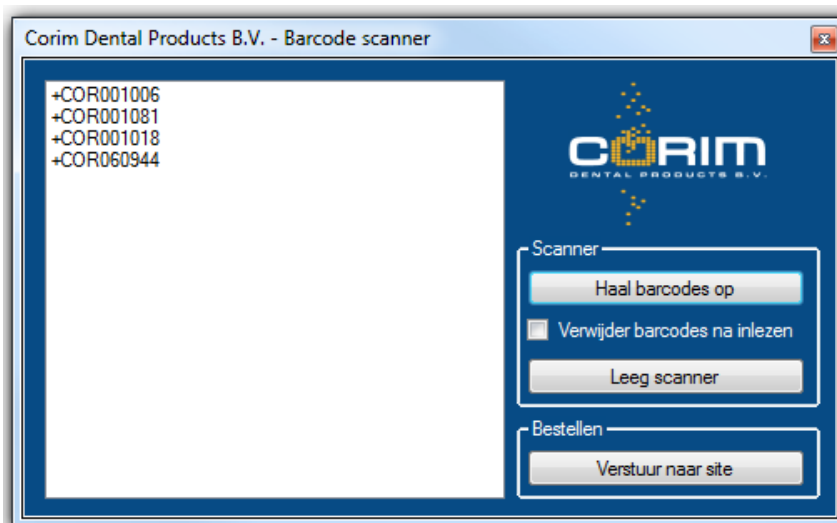 Corim Dental Products B.V. - Barcode scanner
+COR001006
+COR001081
+COR001018
+COR060944
CORIM
DENTAL PRODUCTS B.V.
Scanner
Haal barcodes op
Verwijder barcodes na inlezen
Leeg scanner
Bestellen
Verstuur naar site